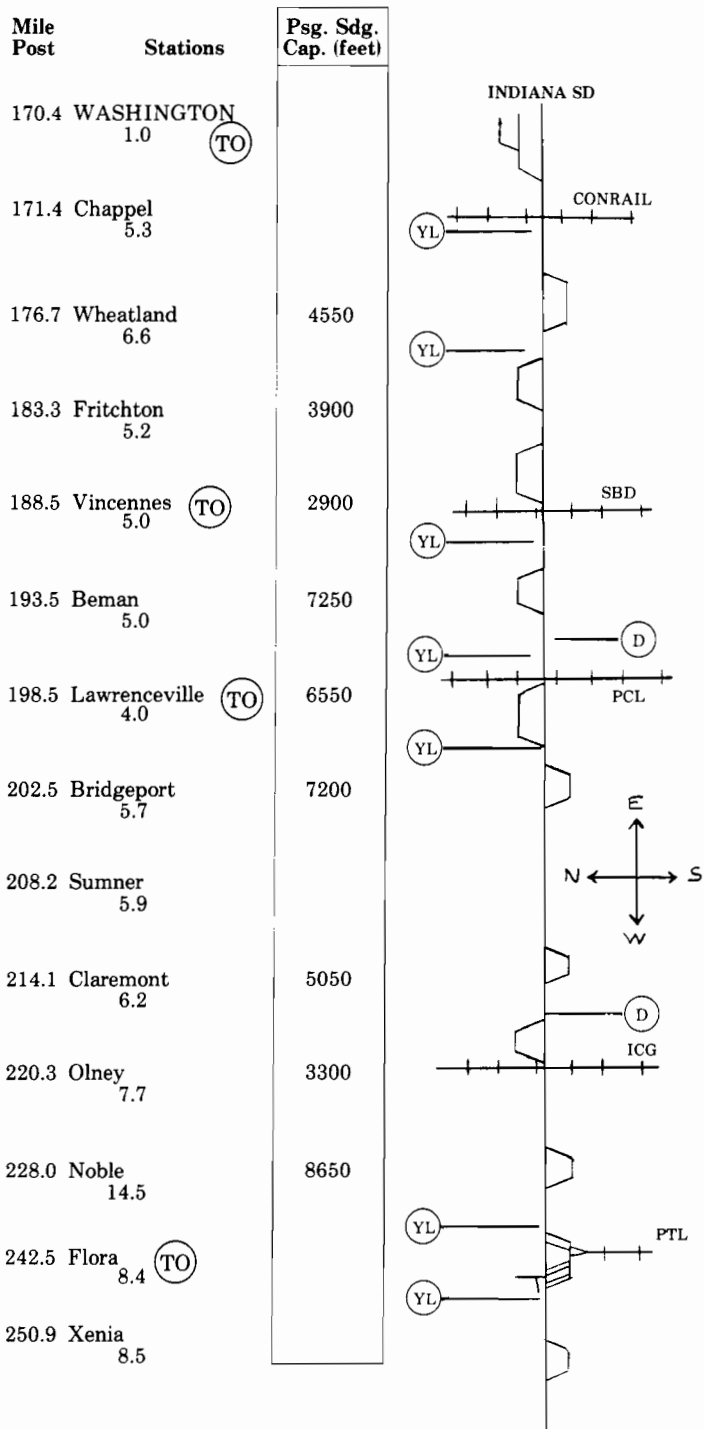 Mile Post Stations Psg. Sdg. Cap. (feet)
INDIANA SD
170.4 WASHINGTON
1.0 TO
CONRAIL
171.4 Chappel
5.3
YL
176.7 Wheatland 4550
6.6
YL
183.3 Fritchton 3900
5.2
SBD
188.5 Vincennes TO 2900
5.0
YL
193.5 Beman 7250
5.0
D
YL
198.5 Lawrenceville TO 6550
4.0
PCL
YL
202.5 Bridgeport 7200
5.7
E
N S
W
208.2 Sumner
5.9
214.1 Claremont 5050
6.2
D
ICG
220.3 Olney 3300
7.7
228.0 Noble 8650
14.5
YL
PTL
242.5 Flora TO
8.4
YL
250.9 Xenia
8.5